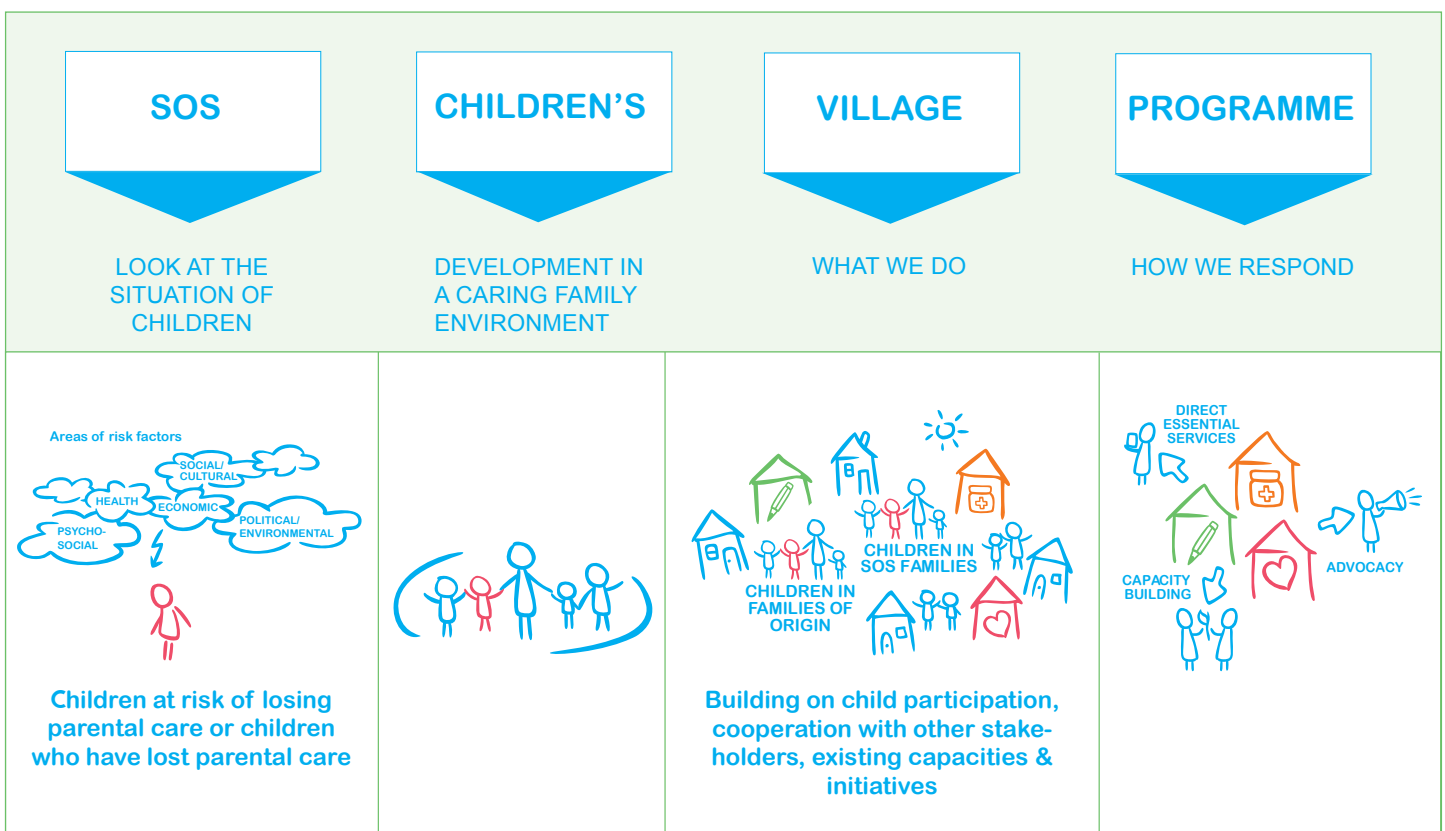 SOS
CHILDREN'S
VILLAGE
PROGRAMME
LOOK AT THE
SITUATION OF
CHILDREN
DEVELOPMENT IN
A CARING FAMILY
ENVIRONMENT
WHAT WE DO
HOW WE RESPOND
Areas of risk factors
SOCIAL/
CULTURAL
HEALTH
ECONOMIC
PSYCHO-
SOCIAL
POLITICAL/
ENVIRONMENTAL
Children at risk of losing
parental care or children
who have lost parental care
CHILDREN IN
SOS FAMILIES
CHILDREN IN
FAMILIES OF
ORIGIN
Building on child participation,
cooperation with other stake-
holders, existing capacities &
initiatives
DIRECT
ESSENTIAL
SERVICES
ADVOCACY
CAPACITY
BUILDING